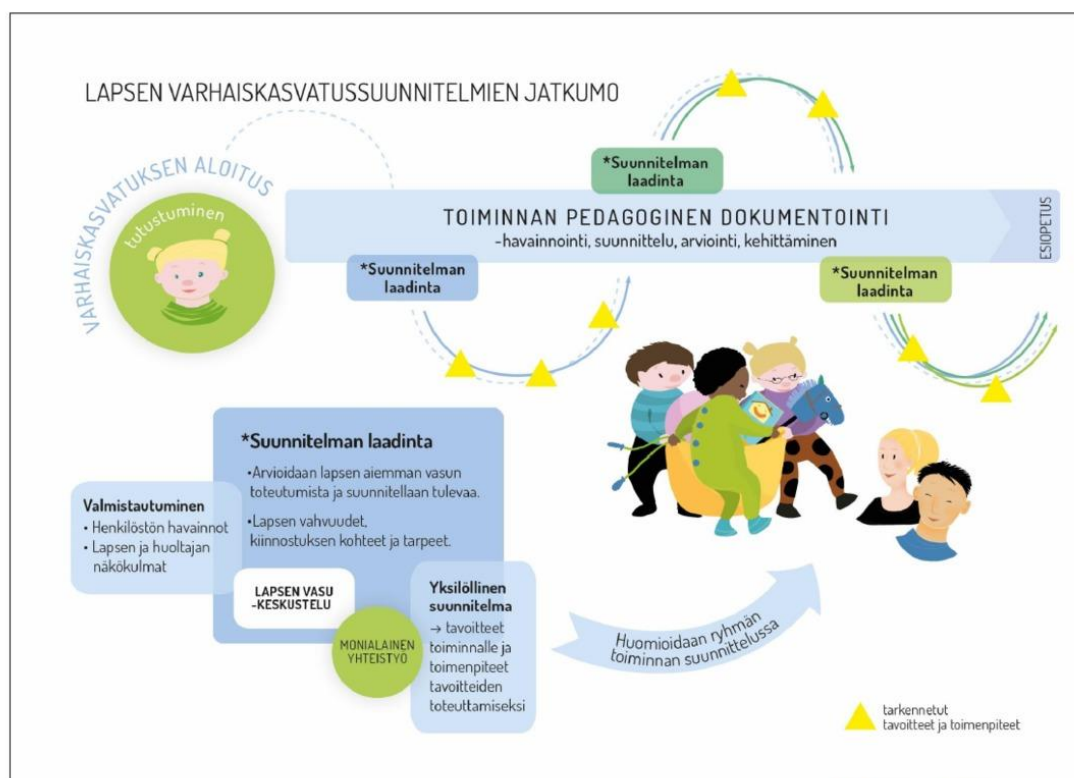 LAPSEN VARHAISKASVATUSSUUNNITELMIEN JATKUMO
VARHAISKASVATUKSEN ALOITUS
tutustuminen
*Suunnitelman
laadinta
TOIMINNAN PEDAGOGINEN DOKUMENTOINTI
-havainnointi, suunnittelu, arviointi, kehittäminen
ESIOPETUS
*Suunnitelman
laadinta
*Suunnitelman
laadinta
*Suunnitelman laadinta
•Arvioidaan lapsen aiemman vasun
toteutumista ja suunnitellaan tulevaa.
•Lapsen vahvuudet,
kiinnostuksen kohteet ja tarpeet.
Valmistautuminen
• Henkilöstön havainnot
• Lapsen ja huoltajan
näkökulmat
LAPSEN VASU
-KESKUSTELU
MONIALAINEN
YHTEISTYÖ
Yksilöllinen
suunnitelma
→ tavoitteet
toiminnalle ja
toimenpiteet
tavoitteiden
toteuttamiseksi
Huomioidaan ryhmän
toiminnan suunnittelussa
tarkennetut
tavoitteet ja toimenpiteet